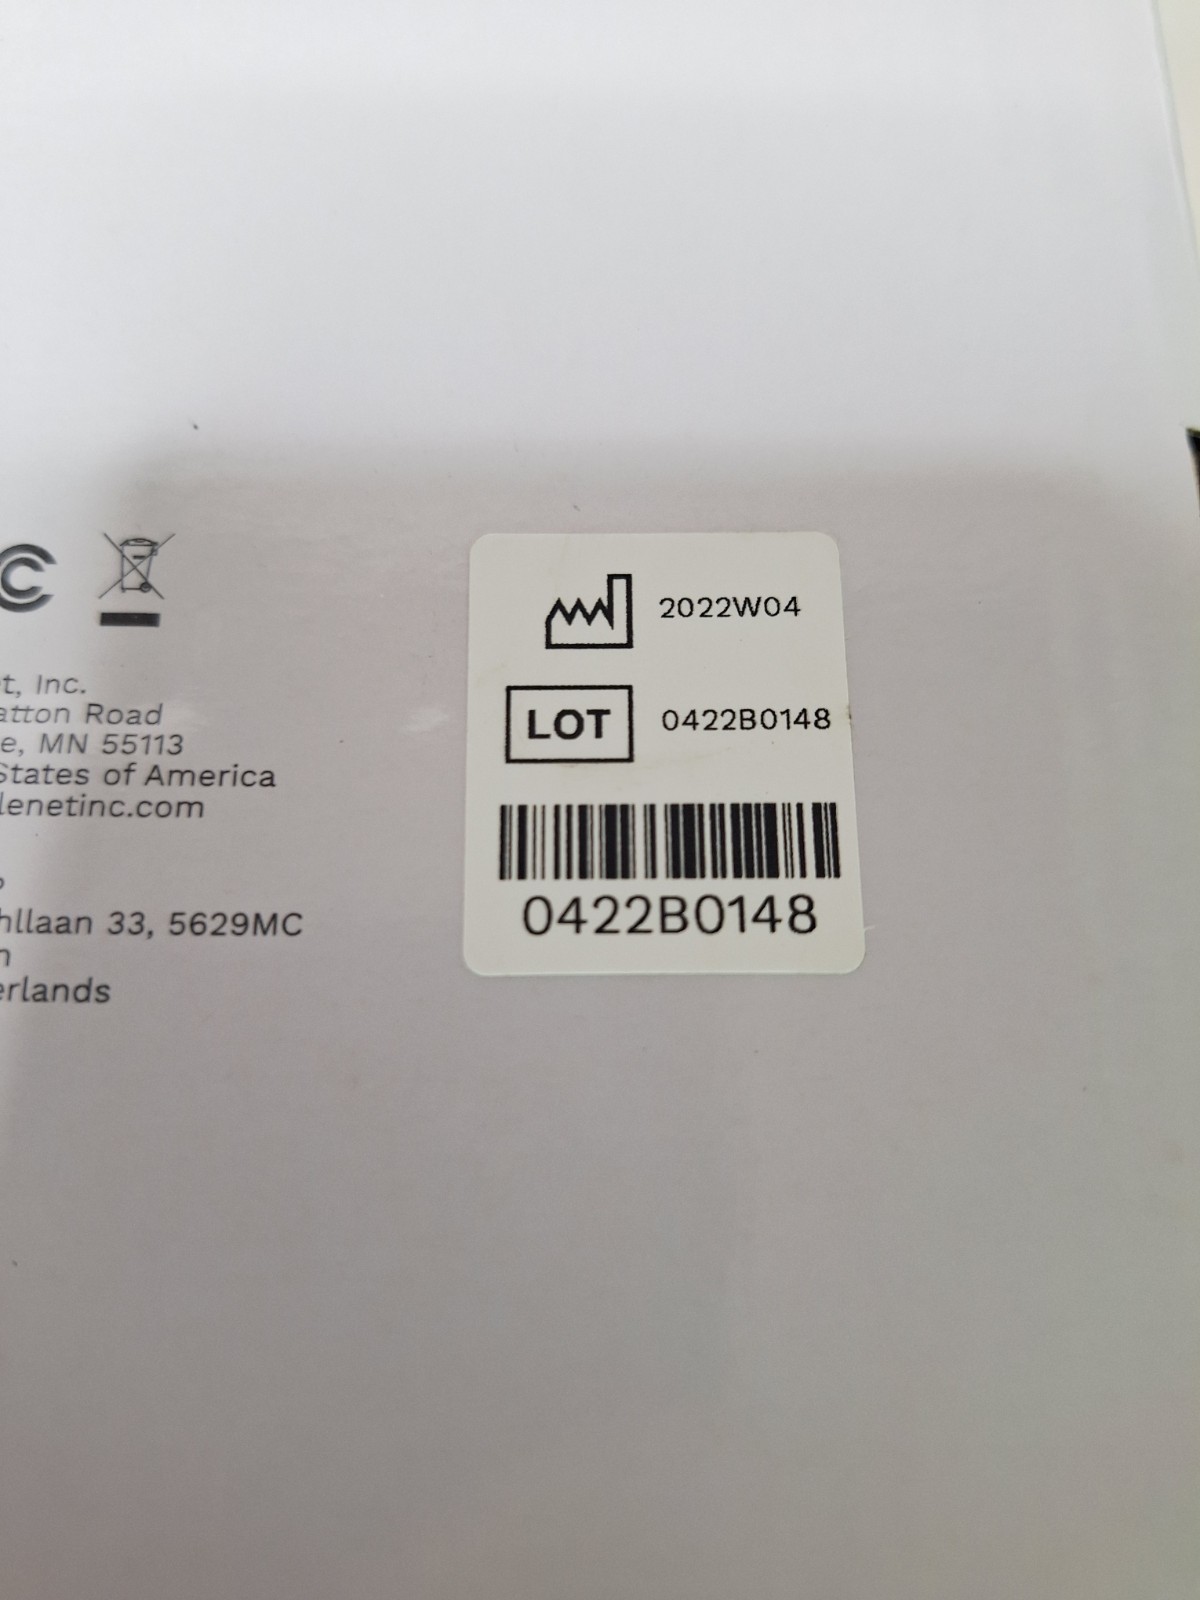 t, Inc.
atton Road
e, MN 55113
States of America
lenetinc.com
hllaan 33, 5629MC
n
erlands
2022W04
LOT 0422B0148
0422B0148